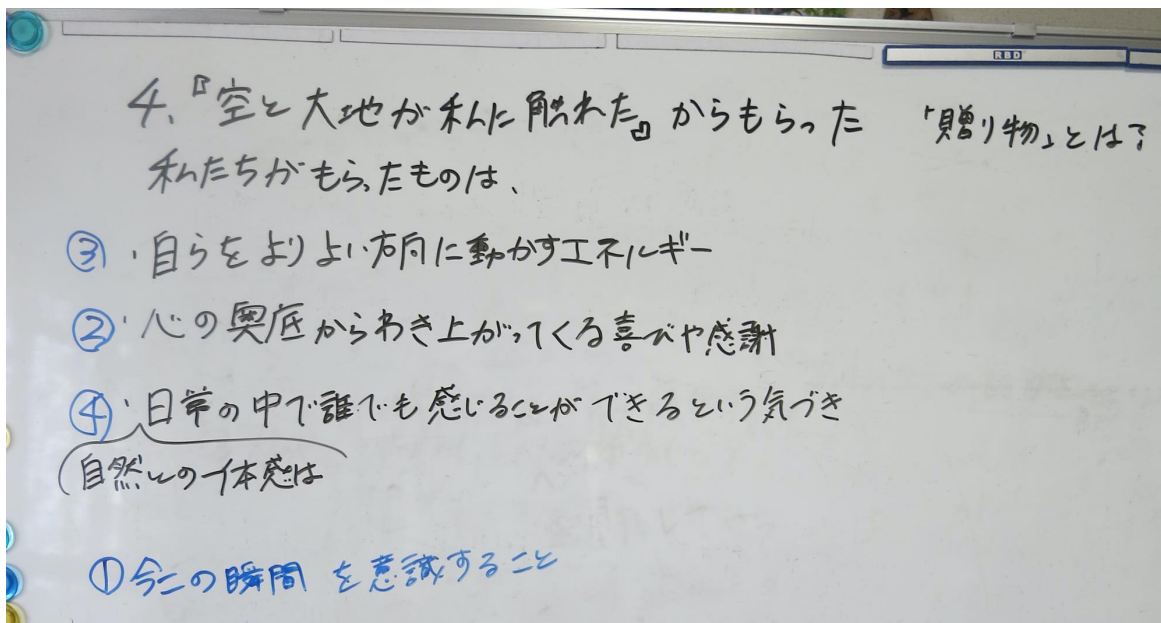 RBD
4、『空と大地が私に触れた』からもらった 「贈り物」とは?
私たちがもらったものは、
③・自らをよりよい方向に動かすエネルギー
②・心の奥底からわき上がってくる喜びや感謝
④・日常の中で誰でも感じることができるという気づき
(自然との一体感は
①今この瞬間を意識すること